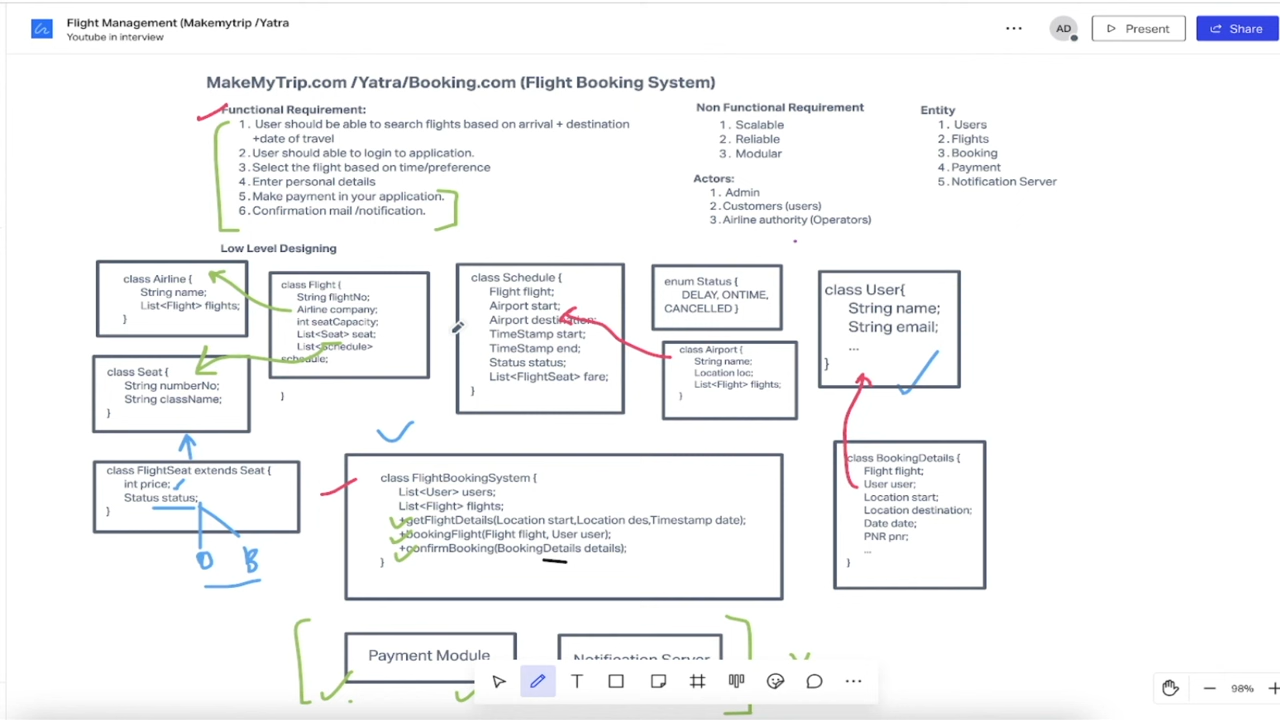 Flight Management (Makemytrip /Yatra
Youtube in interview
AD
Present
Share
MakeMyTrip.com /Yatra/Booking.com (Flight Booking System)
Functional Requirement:
1. User should be able to search flights based on arrival + destination
+date of travel
2. User should able to login to application.
3. Select the flight based on time/preference
4. Enter personal details
5. Make payment in your application.
6. Confirmation mail /notification.
Non Functional Requirement
1. Scalable
2. Reliable
3. Modular
Actors:
1. Admin
2. Customers (users)
3. Airline authority (Operators)
Entity
1. Users
2. Flights
3. Booking
4. Payment
5. Notification Server
Low Level Designing
class Airline {
String name;
List<Flight> flights;
}
class Flight {
String flightNo;
Airline company;
int seatCapacity;
List<Seat> seat;
List<Schedule>
schedule;
}
class Schedule {
Flight flight;
Airport start;
Airport destination;
TimeStamp start;
TimeStamp end;
Status status;
List<FlightSeat> fare;
}
enum Status {
DELAY, ONTIME,
CANCELLED }
class Airport {
String name;
Location loc;
List<Flight> flights;
}
class User{
String name;
String email;
...
}
class Seat {
String numberNo;
String className;
}
class FlightSeat extends Seat {
int price;
Status status;
}
O B
class FlightBookingSystem {
List<User> users;
List<Flight> flights;
+getFlightDetails(Location start,Location des,Timestamp date);
+bookingFlight(Flight flight, User user);
+confirmBooking(BookingDetails details);
}
class BookingDetails {
Flight flight;
User user;
Location start;
Location destination;
Date date;
PNR pnr;
...
}
Payment Module
Notification Server
98%